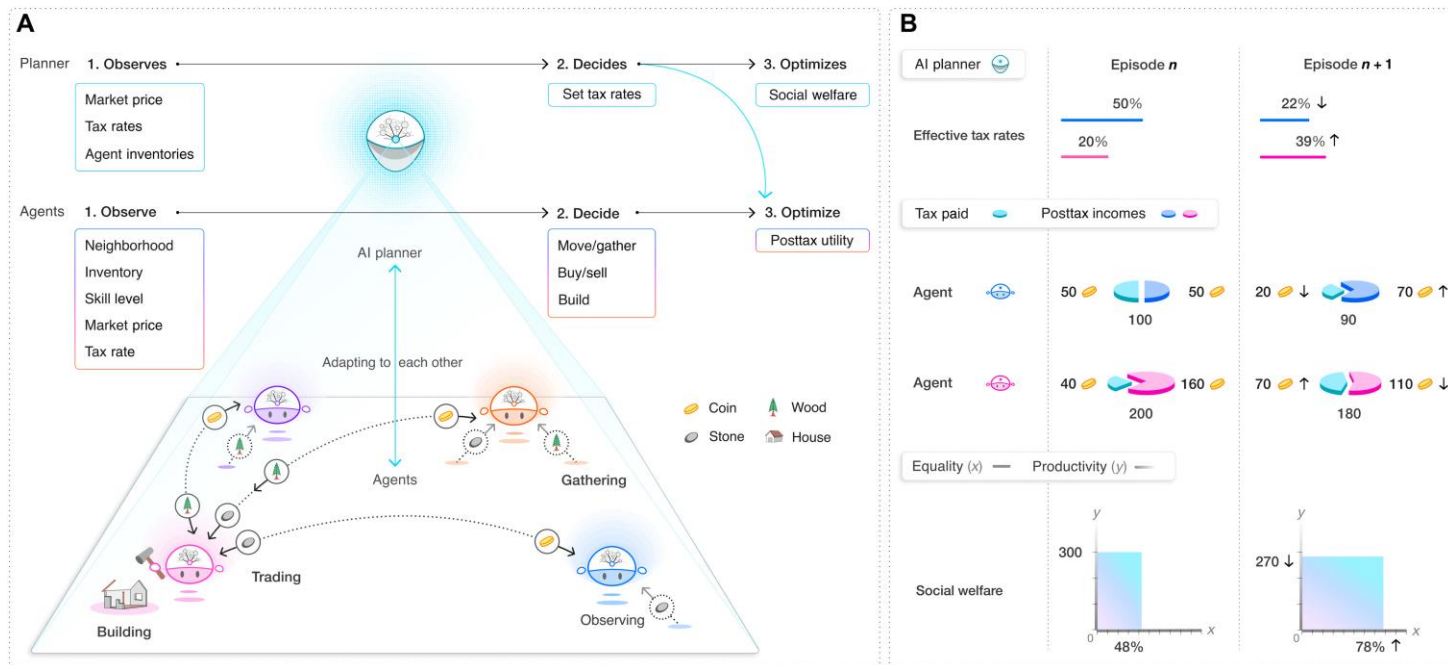 A
Planner 1. Observes 2. Decides 3. Optimizes
Market price
Tax rates
Agent inventories
Set tax rates
Social welfare
Agents 1. Observe 2. Decide 3. Optimize
Neighborhood
Inventory
Skill level
Market price
Tax rate
Move/gather
Buy/sell
Build
Posttax utility
AI planner
Adapting to each other
Agents
Coin Wood
Stone House
Gathering
Trading
Building
Observing
B
AI planner Episode n Episode n + 1
Effective tax rates
50% 22% ↓
20% 39% ↑
Tax paid Posttax incomes
Agent 50 50 20 ↓ 70 ↑
100 90
Agent 40 160 70 ↑ 110 ↓
200 180
Equality (x) Productivity (y)
Social welfare
y y
300 270 ↓
0 x 0 x
48% 78% ↑